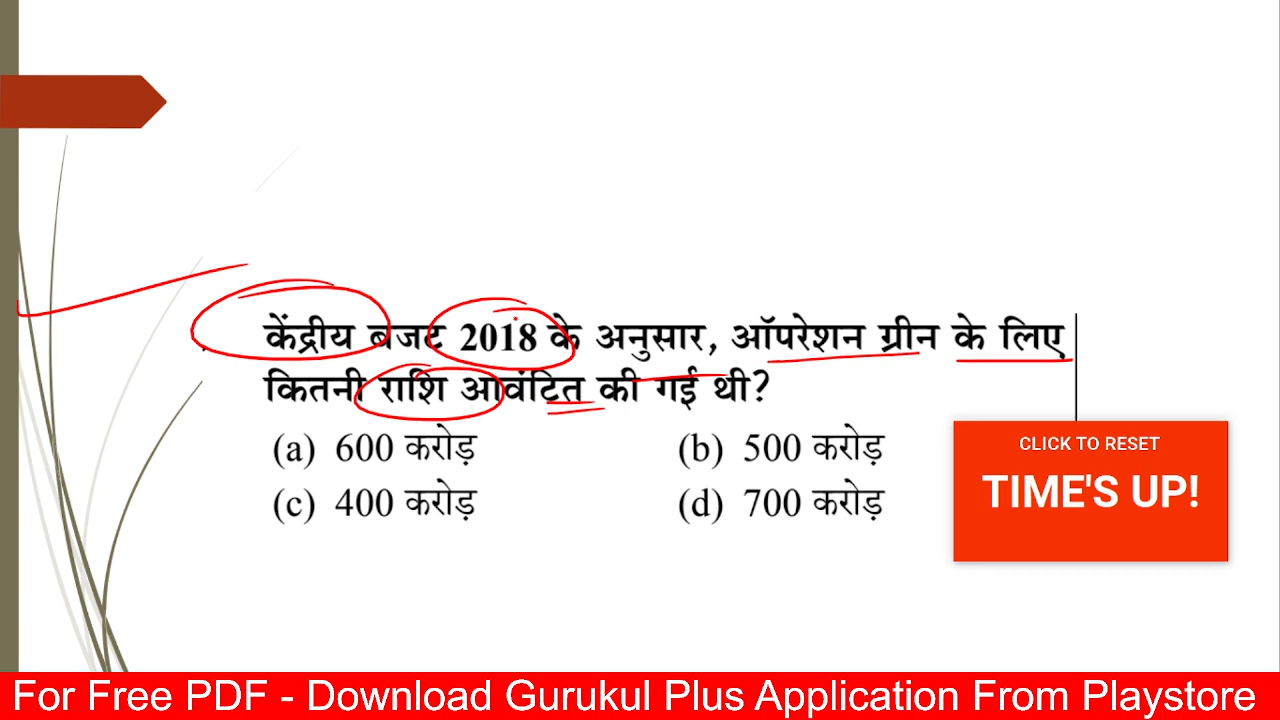 केंद्रीय बजट 2018 के अनुसार, ऑपरेशन ग्रीन के लिए
कितनी राशि आवंटित की गई थी?
(a) 600 करोड़ (b) 500 करोड़
(c) 400 करोड़ (d) 700 करोड़
CLICK TO RESET
TIME'S UP!
For Free PDF - Download Gurukul Plus Application From Playstore